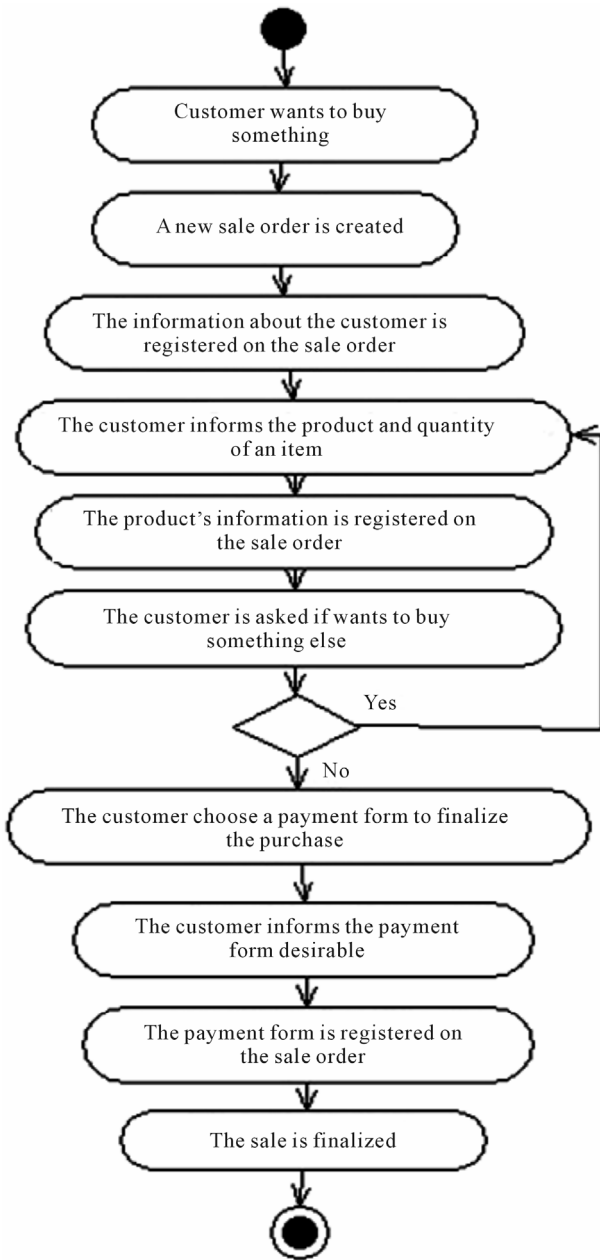 Customer wants to buy
something
A new sale order is created
The information about the customer is
registered on the sale order
The customer informs the product and quantity
of an item
The product’s information is registered on
the sale order
The customer is asked if wants to buy
something else
Yes
No
The customer choose a payment form to finalize
the purchase
The customer informs the payment
form desirable
The payment form is registered on
the sale order
The sale is finalized